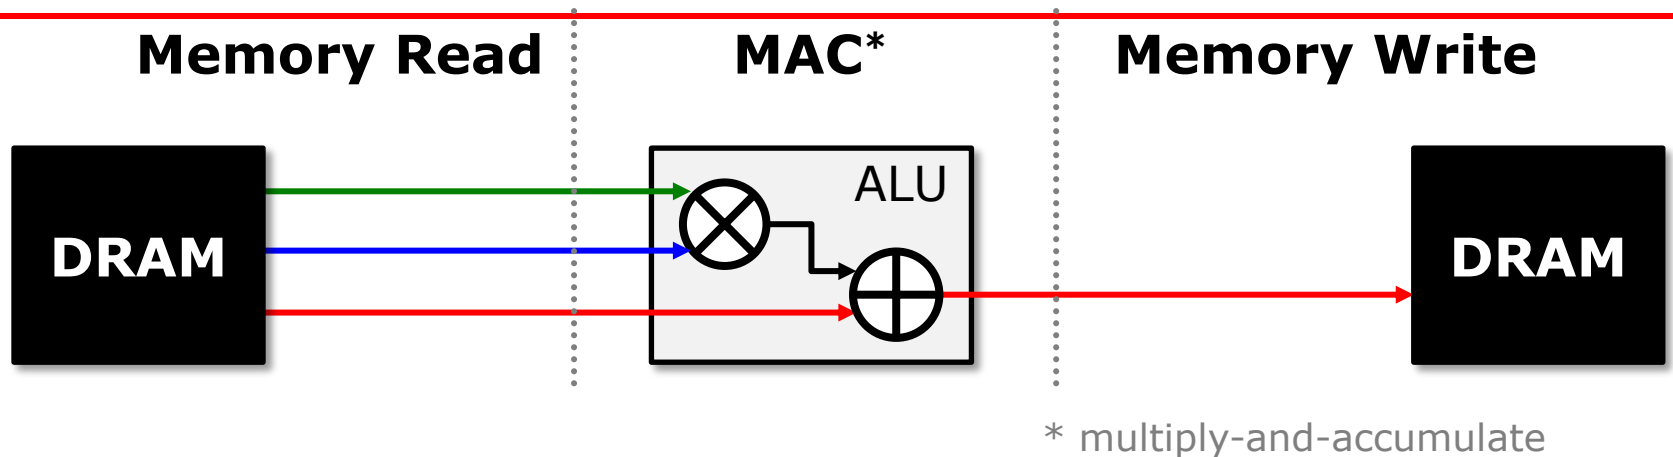 Memory Read
MAC*
Memory Write
DRAM
ALU
DRAM
* multiply-and-accumulate